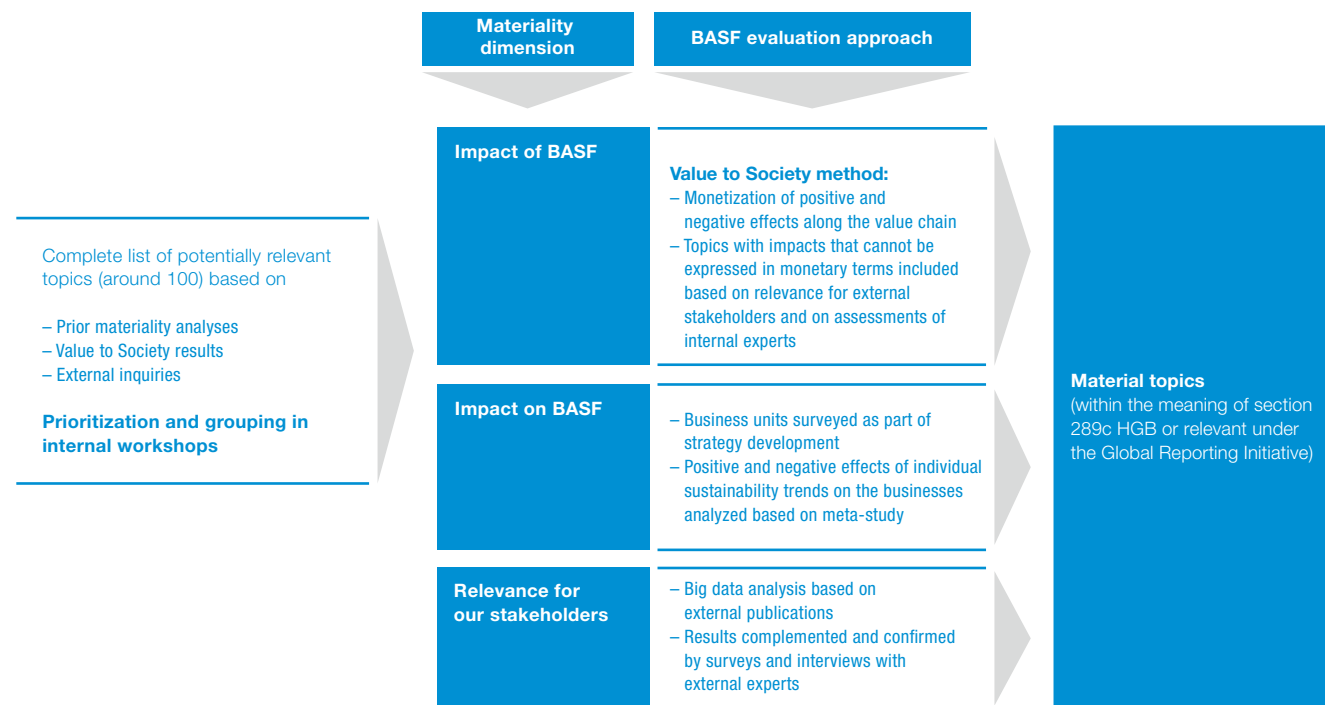 Materiality
dimension
BASF evaluation approach
Complete list of potentially relevant
topics (around 100) based on
– Prior materiality analyses
– Value to Society results
– External inquiries
Prioritization and grouping in
internal workshops
Impact of BASF
Value to Society method:
– Monetization of positive and
negative effects along the value chain
– Topics with impacts that cannot be
expressed in monetary terms included
based on relevance for external
stakeholders and on assessments of
internal experts
Impact on BASF
– Business units surveyed as part of
strategy development
– Positive and negative effects of individual
sustainability trends on the businesses
analyzed based on meta-study
Relevance for
our stakeholders
– Big data analysis based on
external publications
– Results complemented and confirmed
by surveys and interviews with
external experts
Material topics
(within the meaning of section
289c HGB or relevant under
the Global Reporting Initiative)